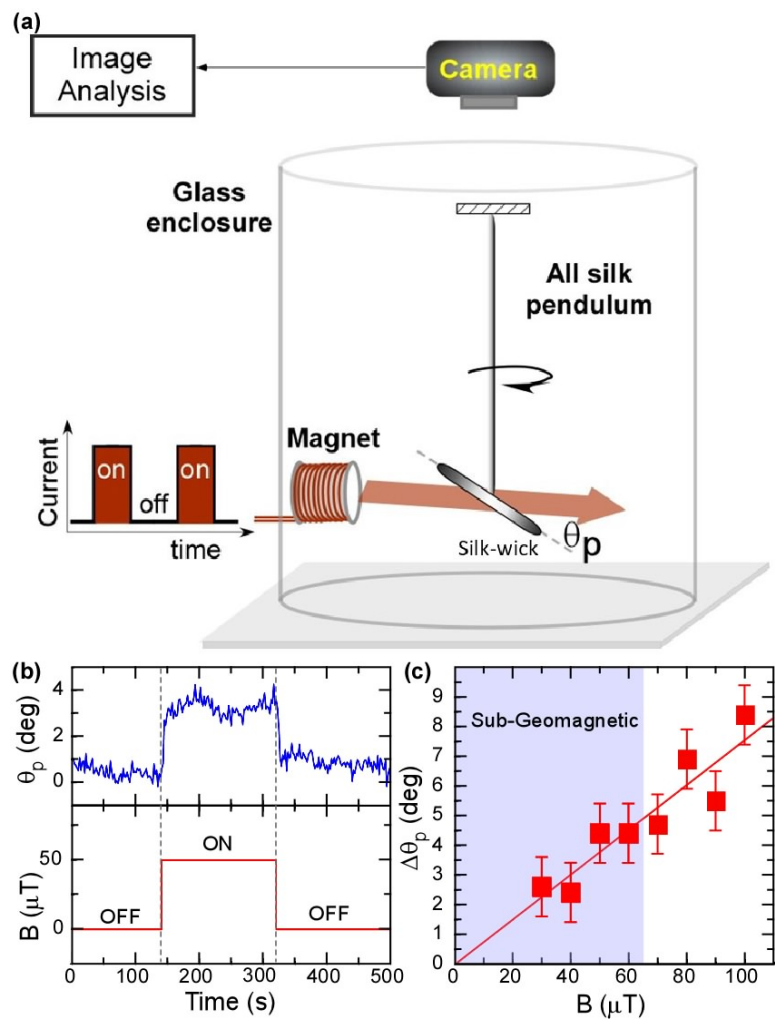 (a)
Image
Analysis
Camera
Glass
enclosure
All silk
pendulum
Magnet
Current
on
off
on
time
Silk-wick
θp
(b)
θp (deg)
4
2
0
B (μT)
50
0
OFF
ON
OFF
0 100 200 300 400 500
Time (s)
(c)
Δθp (deg)
9
8
7
6
5
4
3
2
1
0
Sub-Geomagnetic
20 40 60 80 100
B (μT)